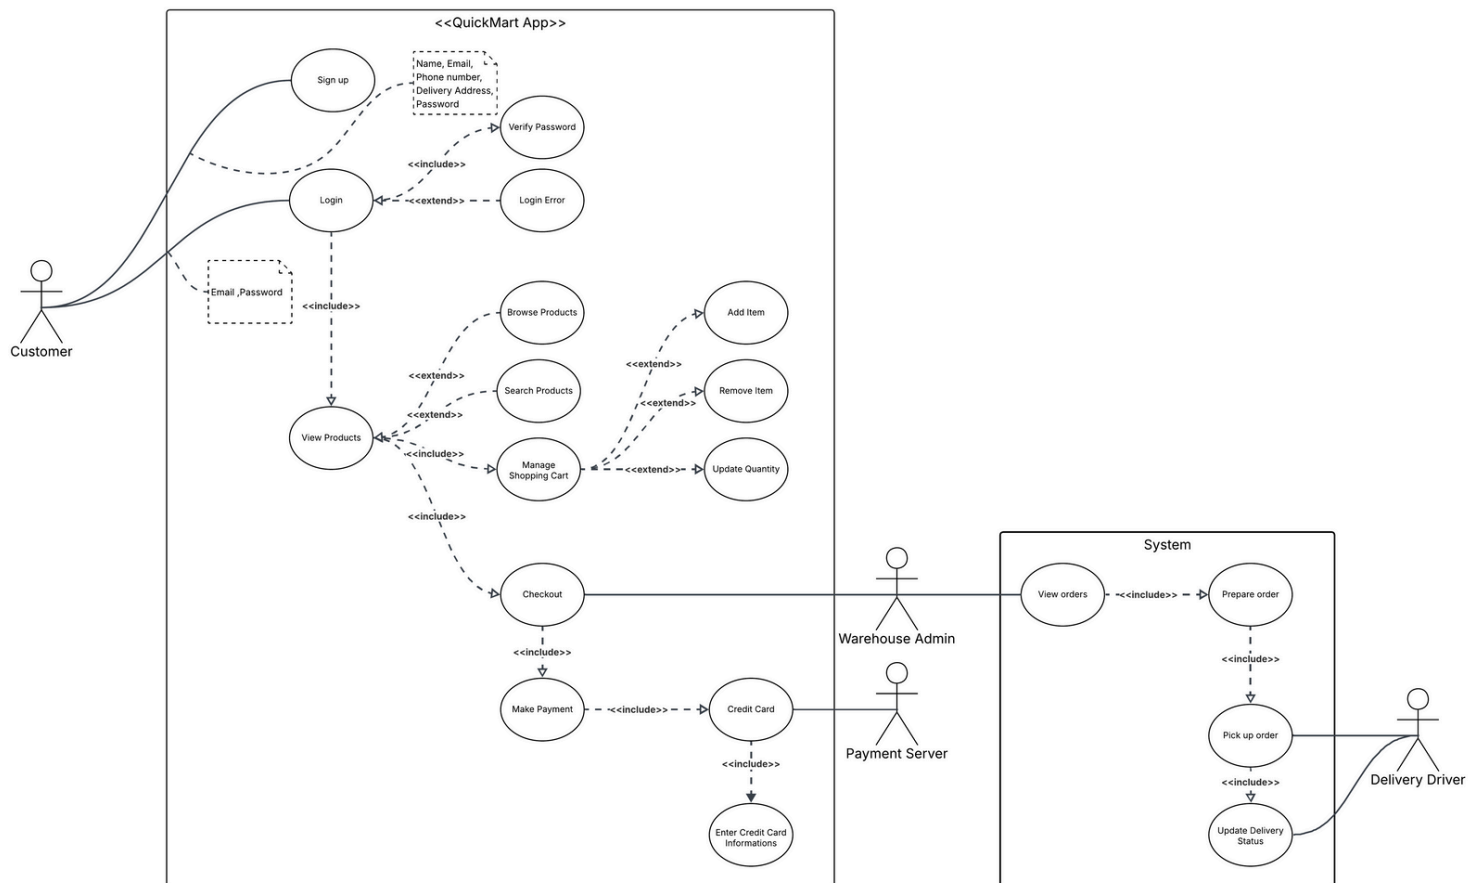 <<QuickMart App>>
Sign up
Name, Email,
Phone number,
Delivery Address,
Password
Verify Password
<<include>>
Login
<<extend>>
Login Error
Email ,Password
<<include>>
Customer
Browse Products
Add Item
<<extend>>
<<extend>>
Search Products
Remove Item
<<extend>>
<<extend>>
View Products
<<include>>
Manage
Shopping Cart
<<extend>>
Update Quantity
<<include>>
System
Checkout
View orders
<<include>>
Prepare order
Warehouse Admin
<<include>>
<<include>>
Make Payment
<<include>>
Credit Card
Payment Server
Pick up order
Delivery Driver
<<include>>
<<include>>
Enter Credit Card
Informations
Update Delivery
Status